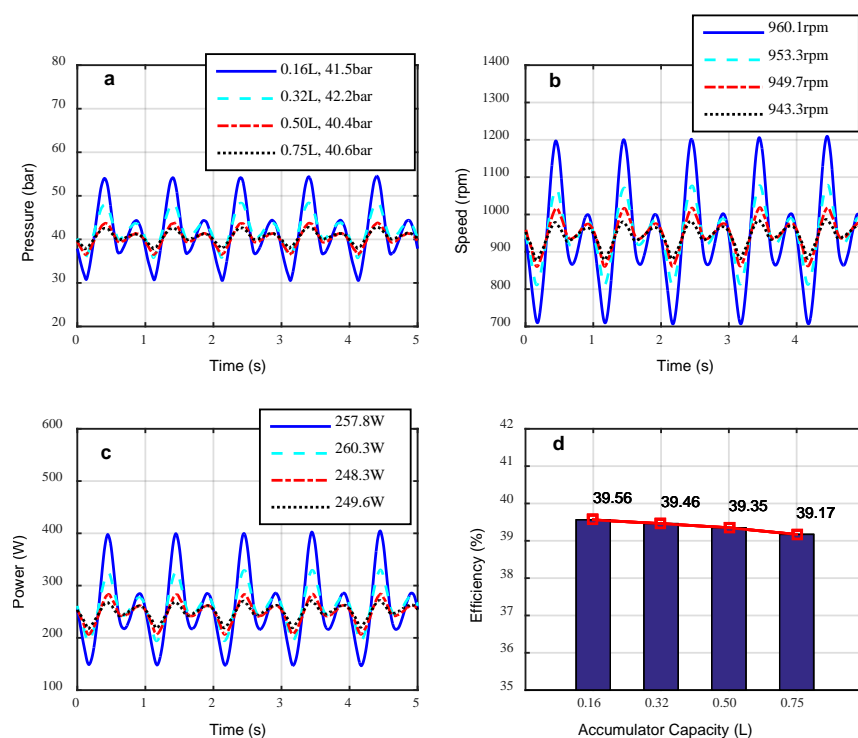 a
0.16L, 41.5bar
0.32L, 42.2bar
0.50L, 40.4bar
0.75L, 40.6bar
80
70
60
50
40
30
20
Pressure (bar)
0 1 2 3 4 5
Time (s)
b
960.1rpm
953.3rpm
949.7rpm
943.3rpm
1400
1300
1200
1100
1000
900
800
700
Speed (rpm)
0 1 2 3 4
Time (s)
c
257.8W
260.3W
248.3W
249.6W
600
500
400
300
200
100
Power (W)
0 1 2 3 4 5
Time (s)
d
42
41
40
39
38
37
36
35
Efficiency (%)
39.56 39.46 39.35 39.17
0.16 0.32 0.50 0.75
Accumulator Capacity (L)